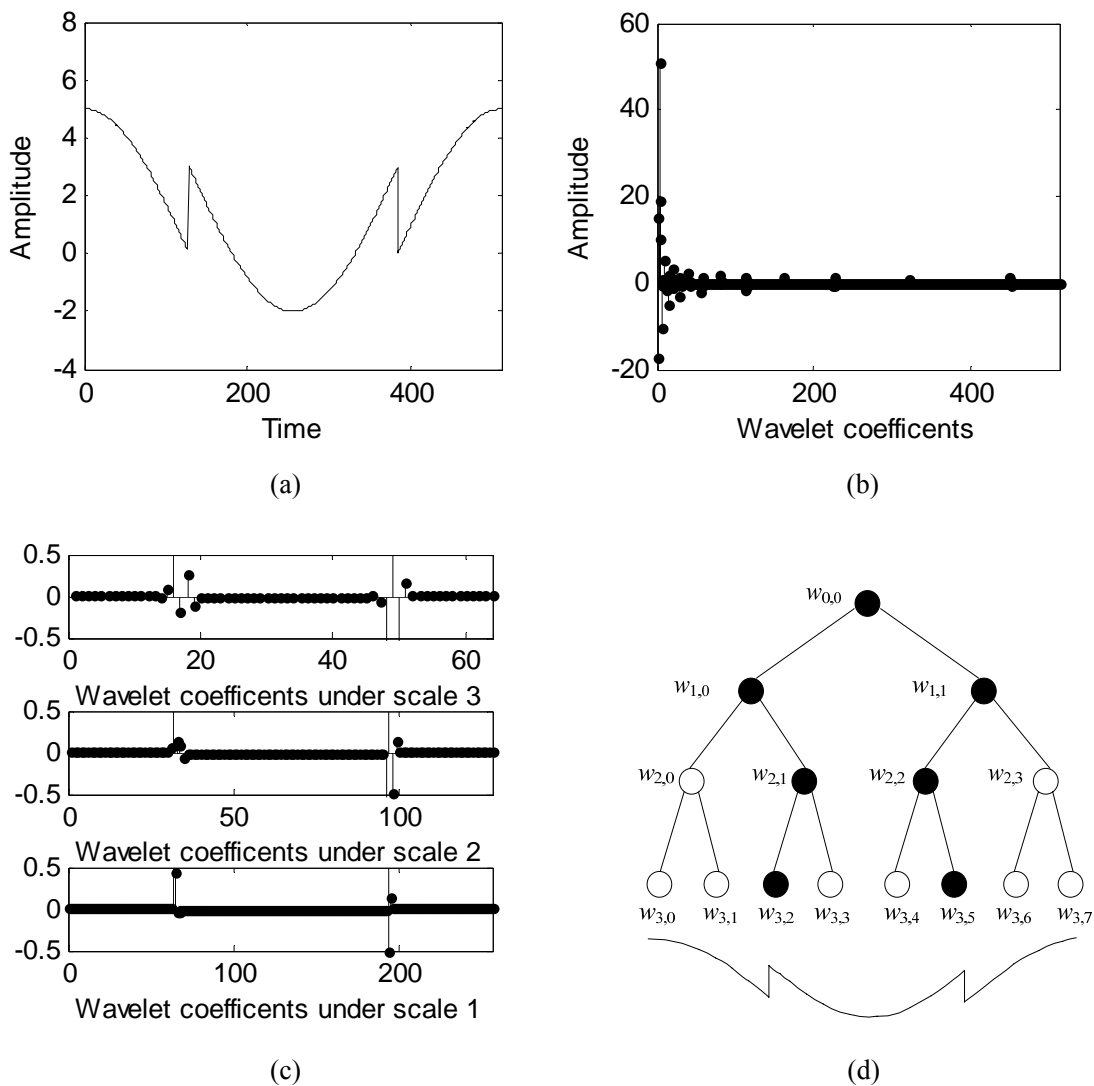 8
6
4
2
0
-2
-4
0
200
400
Amplitude
Time
(a)
60
40
20
0
-20
0
200
400
Amplitude
Wavelet coefficents
(b)
0.5
0
-0.5
0
20
40
60
Wavelet coefficents under scale 3
0.5
0
-0.5
50
100
Wavelet coefficents under scale 2
0.5
0
-0.5
0
100
200
Wavelet coefficents under scale 1
(c)
w0,0
w1,0
w1,1
w2,0
w2,1
w2,2
w2,3
w3,0
w3,1
w3,2
w3,3
w3,4
w3,5
w3,6
w3,7
(d)